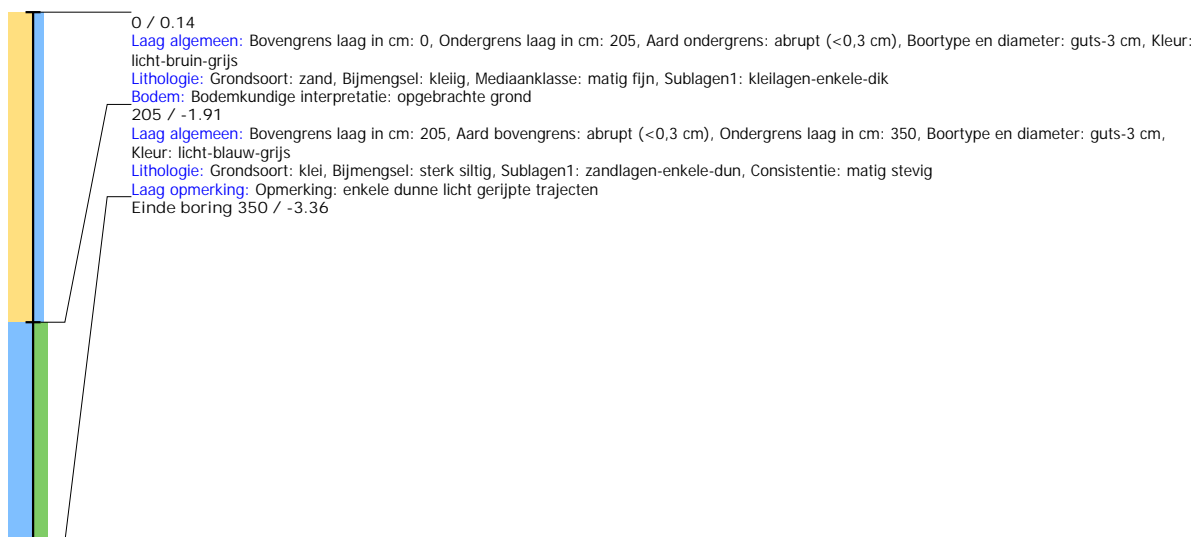 0 / 0.14
Laag algemeen: Bovengrens laag in cm: 0, Ondergrens laag in cm: 205, Aard ondergrens: abrupt (<0,3 cm), Boortype en diameter: guts-3 cm, Kleur:
licht-bruin-grijs
Lithologie: Grondsoort: zand, Bijmengsel: kleiig, Mediaanklasse: matig fijn, Sublagen1: kleilagen-enkele-dik
Bodem: Bodemkundige interpretatie: opgebrachte grond
205 / -1.91
Laag algemeen: Bovengrens laag in cm: 205, Aard bovengrens: abrupt (<0,3 cm), Ondergrens laag in cm: 350, Boortype en diameter: guts-3 cm,
Kleur: licht-blauw-grijs
Lithologie: Grondsoort: klei, Bijmengsel: sterk siltig, Sublagen1: zandlagen-enkele-dun, Consistentie: matig stevig
Laag opmerking: Opmerking: enkele dunne licht gerijpte trajecten
Einde boring 350 / -3.36